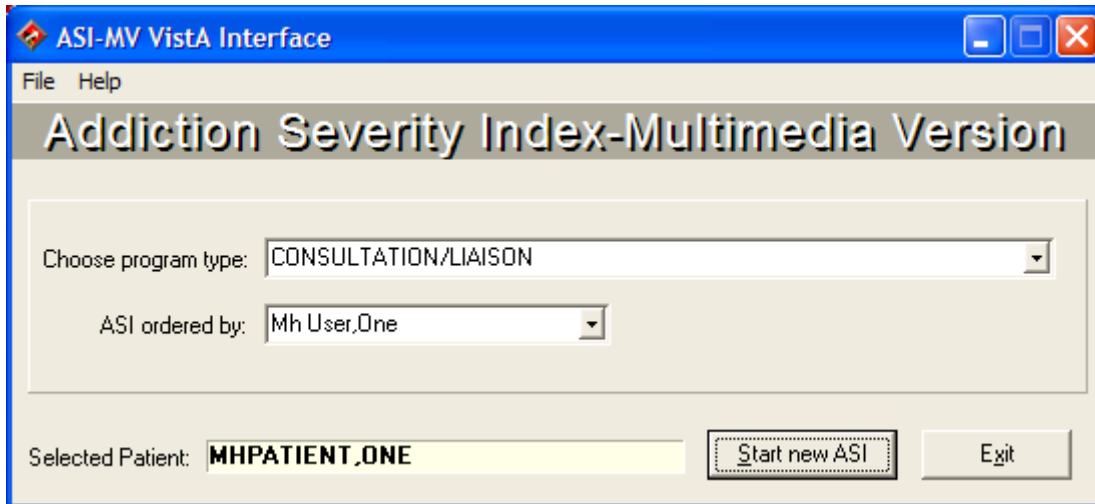 ASI-MV VistA Interface
File Help
Addiction Severity Index-Multimedia Version
Choose program type: CONSULTATION/LIAISON
ASI ordered by: Mh User,One
Selected Patient: MHPATIENT,ONE Start new ASI Exit